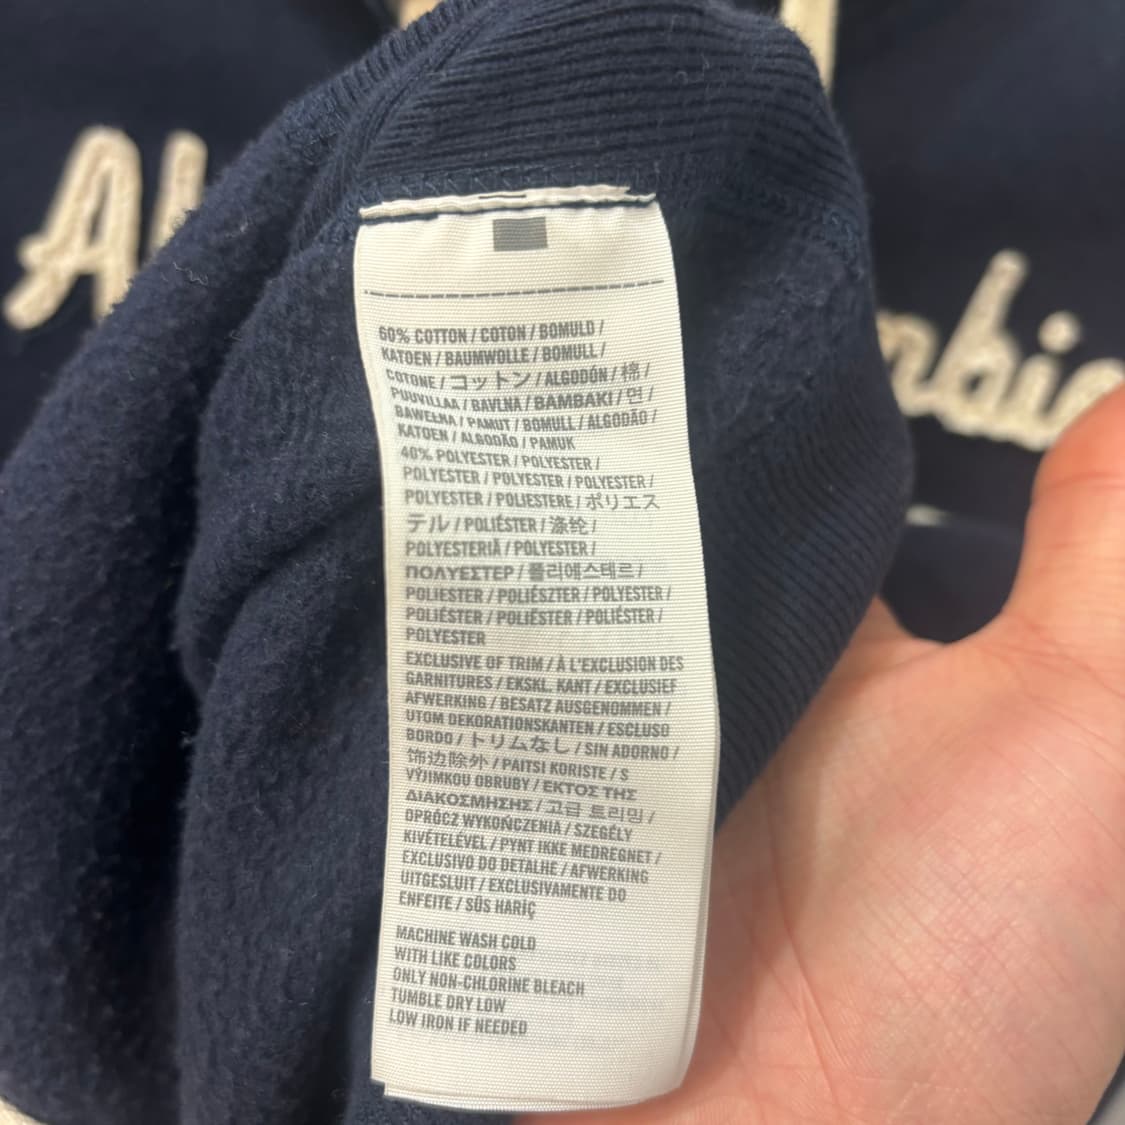 Ab
mbie
60% COTTON / COTON / BOMULD /
KATOEN / BAUMWOLLE / BOMULL /
COTONE / コットン / ALGODÓN / 棉 /
PUUVILLAA / BAVLNA / BAMBAKI / 면 /
BAWEŁNA / PAMUT / BOMULL / ALGODÃO /
KATOEN / ALGODÃO / PAMUK
40% POLYESTER / POLYESTER /
POLYESTER / POLYESTER / POLYESTER /
POLYESTER / POLIESTERE / ポリエス
テル / POLIÉSTER / 涤纶 /
POLYESTERIÄ / POLYESTER /
ΠΟΛΥΕΣΤΕΡ / 폴리에스테르 /
POLIESTER / POLIÉSZTER / POLYESTER /
POLIÉSTER / POLIÉSTER / POLIÉSTER /
POLYESTER
EXCLUSIVE OF TRIM / À L'EXCLUSION DES
GARNITURES / EKSKL. KANT / EXCLUSIEF
AFWERKING / BESATZ AUSGENOMMEN /
UTOM DEKORATIONSKANTEN / ESCLUSO
BORDO / トリムなし / SIN ADORNO /
饰边除外 / PAITSI KORISTE / S
VÝJIMKOU OBRUBY / ΕΚΤΟΣ ΤΗΣ
ΔΙΑΚΟΣΜΗΣΗΣ / 고급 트리밍 /
OPRÓCZ WYKOŃCZENIA / SZEGÉLY
KIVÉTELÉVEL / PYNT IKKE MEDREGNET /
EXCLUSIVO DO DETALHE / AFWERKING
UITGESLUIT / EXCLUSIVAMENTE DO
ENFEITE / SÜS HARİÇ
MACHINE WASH COLD
WITH LIKE COLORS
ONLY NON-CHLORINE BLEACH
TUMBLE DRY LOW
LOW IRON IF NEEDED